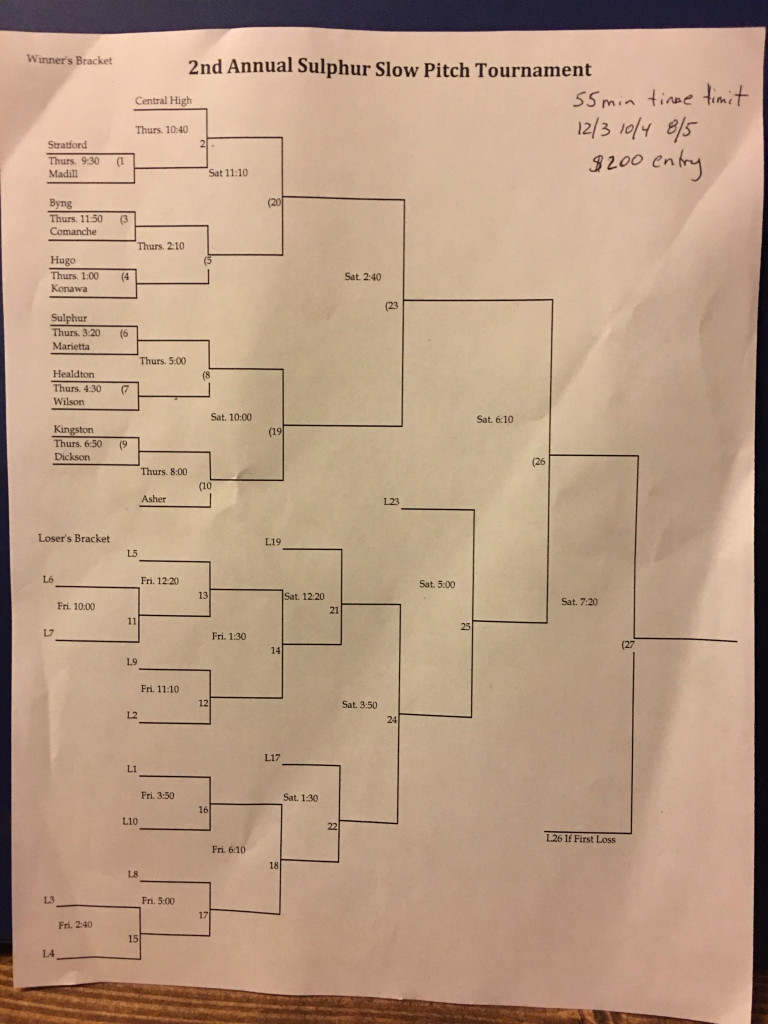 Winner's Bracket
2nd Annual Sulphur Slow Pitch Tournament
55 min time limit
12/3 10/4 8/5
$200 entry
Central High
Thurs. 10:40
2
Stratford
Thurs. 9:30 (1
Madill
Sat 11:10
(20
Byng
Thurs. 11:50 (3
Comanche
Thurs. 2:10
(5
Hugo
Thurs. 1:00 (4
Konawa
Sat. 2:40
(23
Sulphur
Thurs. 3:20 (6
Marietta
Thurs. 5:00
(8
Healdton
Thurs. 4:30 (7
Wilson
Sat. 10:00
(19
Kingston
Thurs. 6:50 (9
Dickson
Thurs. 8:00
(10
Asher
Sat. 6:10
(26
Loser's Bracket
L23
L5
L19
L6
Fri. 12:20
13
Fri. 10:00
11
L7
Sat. 12:20
21
Sat. 5:00
25
Sat. 7:20
(27
Fri. 1:30
14
L9
Fri. 11:10
12
L2
Sat. 3:50
24
L1
L17
Fri. 3:50
16
L10
Sat. 1:30
22
Fri. 6:10
18
L26 If First Loss
L8
Fri. 5:00
17
L3
Fri. 2:40
15
L4